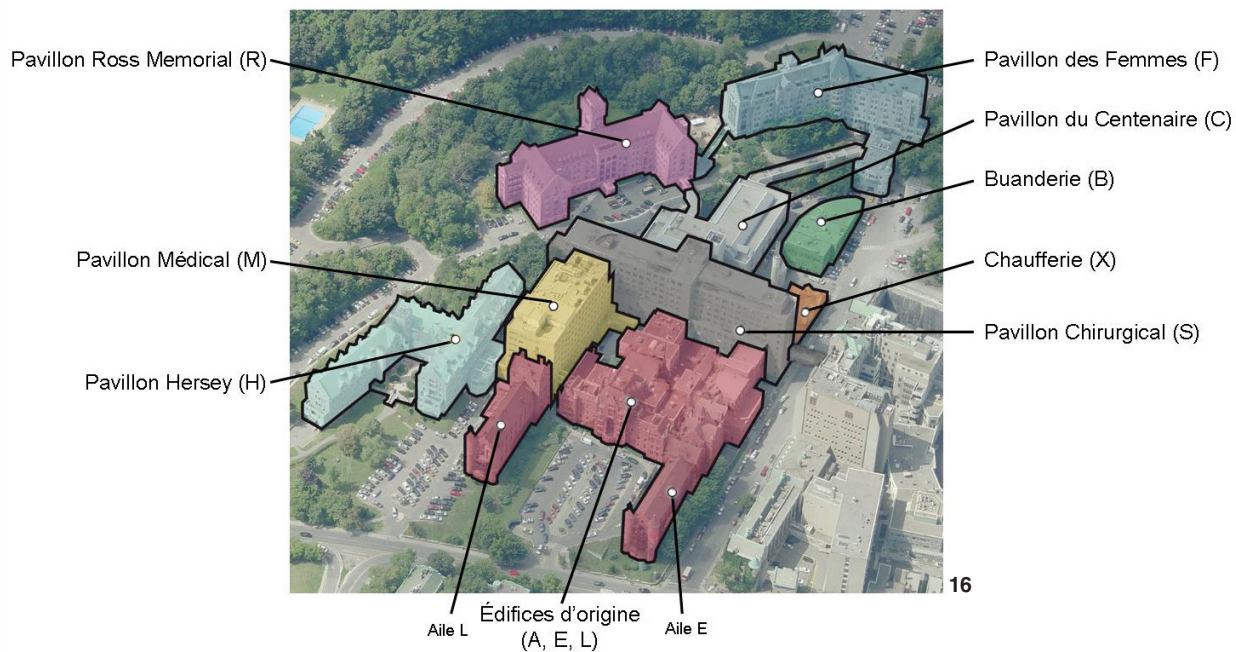 Pavillon Ross Memorial (R)
Pavillon des Femmes (F)
Pavillon du Centenaire (C)
Buanderie (B)
Pavillon Médical (M)
Chaufferie (X)
Pavillon Chirurgical (S)
Pavillon Hersey (H)
16
Aile L
Édifices d'origine
(A, E, L)
Aile E